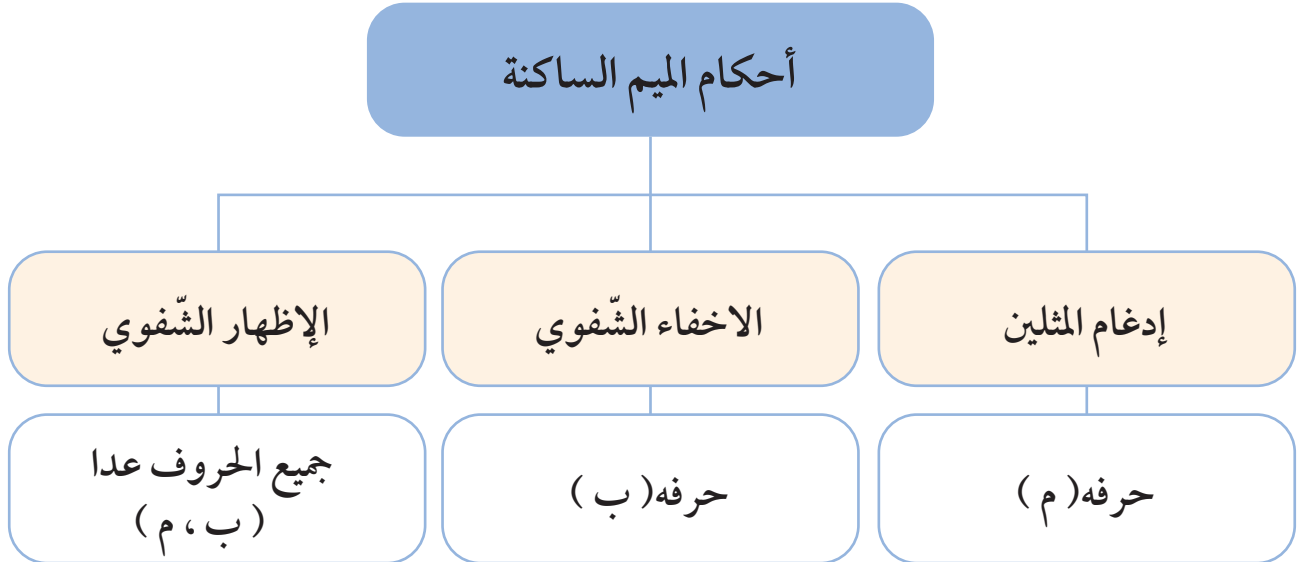 أحكام الميم الساكنة
إدغام المثلين
الاخفاء الشّفوي
الإظهار الشّفوي
حرفه( م )
حرفه( ب )
جميع الحروف عدا
( ب ، م )